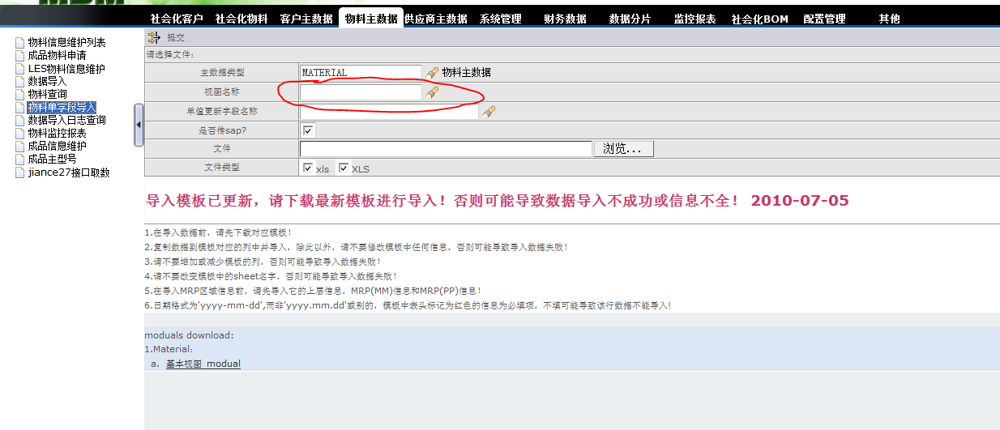 MDM
社会化客户 社会化物料 客户主数据 物料主数据 供应商主数据 系统管理 财务数据 数据分片 监控报表 社会化BOM 配置管理 其他
物料信息维护列表
成品物料申请
LES物料信息维护
数据导入
物料查询
物料单字段导入
数据导入日志查询
物料监控报表
成品信息维护
成品主型号
jiance27接口取数
提交
请选择文件:
主数据类型 MATERIAL 物料主数据
视图名称
单值更新字段名称
是否传sap?
文件 浏览...
文件类型 xls XLS
导入模板已更新，请下载最新模板进行导入！否则可能导致数据导入不成功或信息不全！ 2010-07-05
1.在导入数据前，请先下载对应模板！
2.复制数据到模板对应的列中并导入，除此以外，请不要修改模板中任何信息，否则可能导致导入数据失败！
3.请不要增加或减少模板的列，否则可能导致导入数据失败！
4.请不要改变模板中的sheet名字，否则可能导致导入数据失败！
5.在导入MRP区域信息前，请先导入它的上层信息，MRP(MM)信息和MRP(PP)信息！
6.日期格式为'yyyy-mm-dd',而非'yyyy.mm.dd'或别的，模板中表头标记为红色的信息为必填项，不填可能导致该行数据不能导入！
moduals download:
1.Material:
a. 基本视图 modual